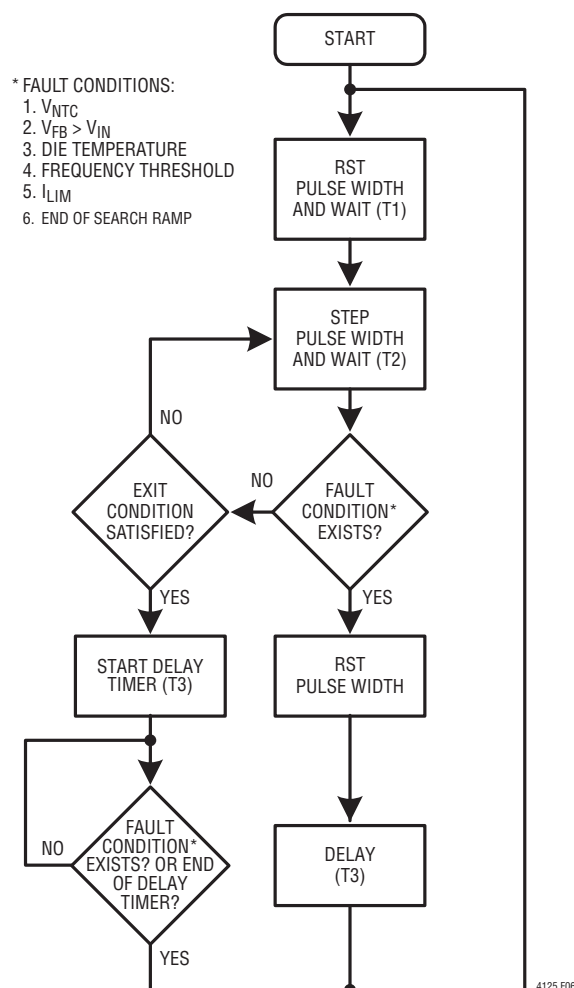 START
* FAULT CONDITIONS:
1. VNTC
2. VFB > VIN
3. DIE TEMPERATURE
4. FREQUENCY THRESHOLD
5. ILIM
6. END OF SEARCH RAMP
RST
PULSE WIDTH
AND WAIT (T1)
STEP
PULSE WIDTH
AND WAIT (T2)
NO
NO
EXIT
CONDITION
SATISFIED?
FAULT
CONDITION*
EXISTS?
YES
YES
START DELAY
TIMER (T3)
RST
PULSE WIDTH
NO
FAULT
CONDITION*
EXISTS? OR END
OF DELAY
TIMER?
DELAY
(T3)
YES
4125 F06